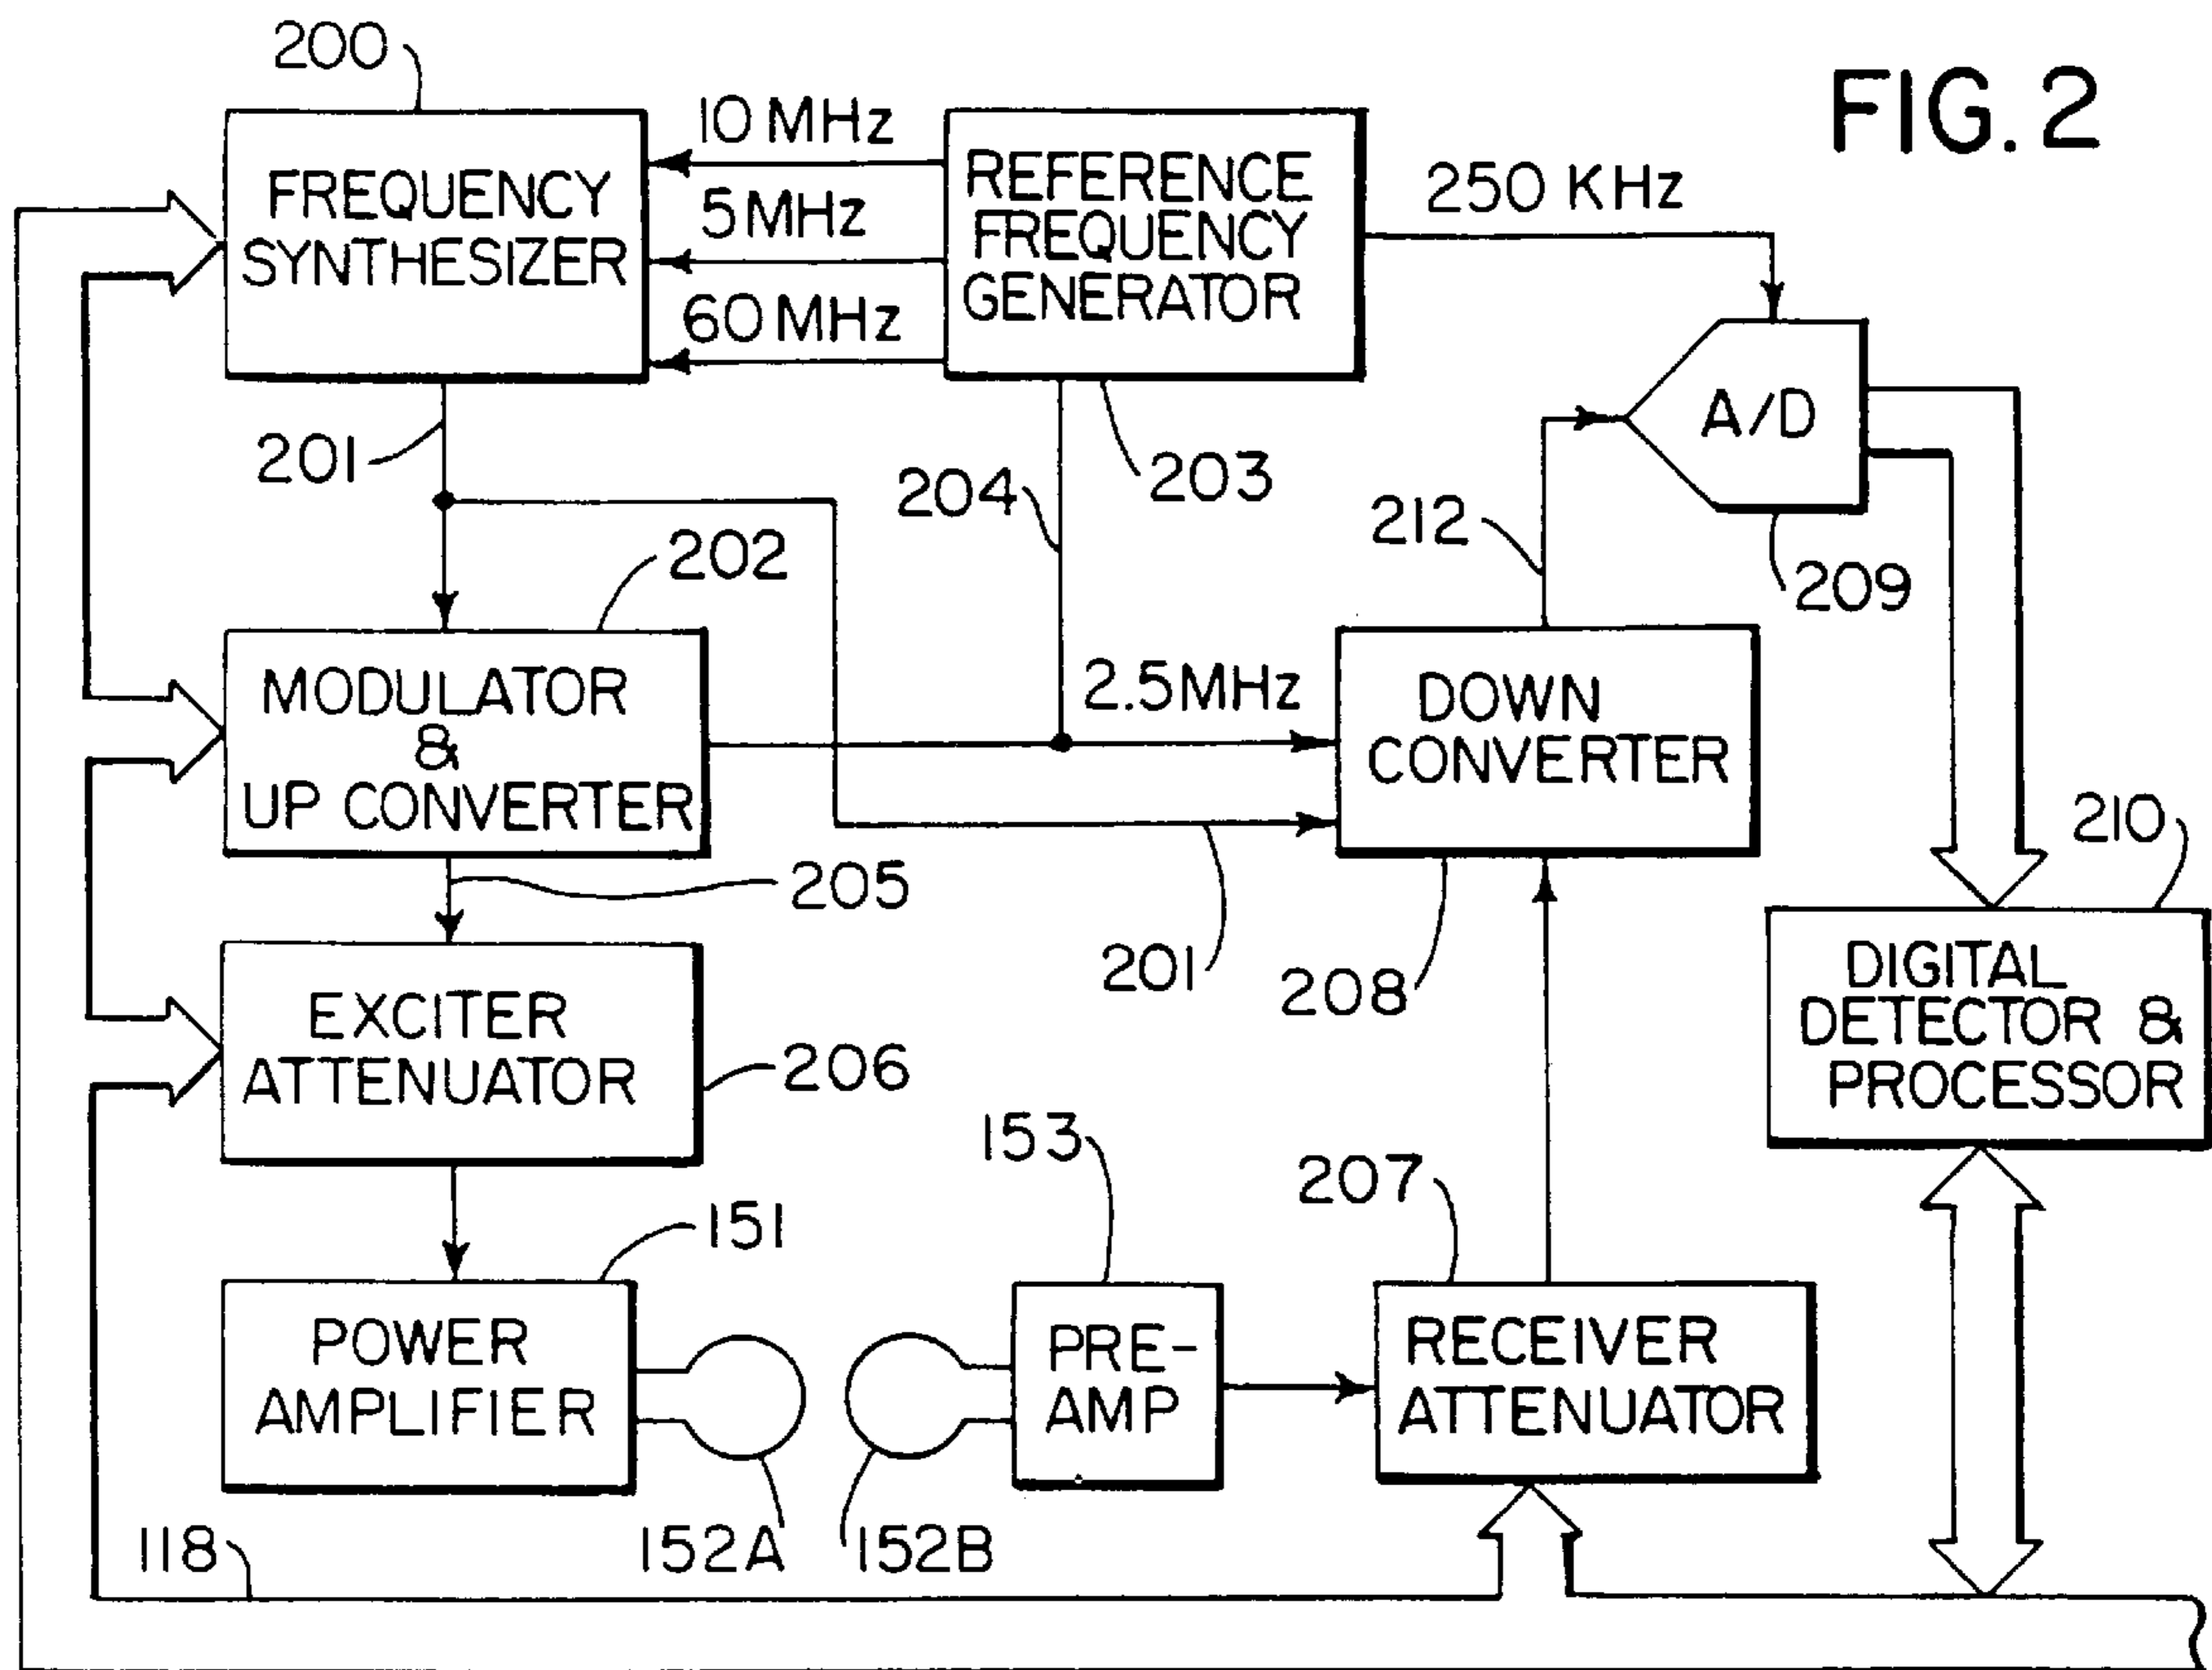 FIG. 2
200
10 MHz
5 MHz
60 MHz
250 KHz
FREQUENCY
SYNTHESIZER
REFERENCE
FREQUENCY
GENERATOR
A/D
201
204
203
212
209
202
MODULATOR
&
UP CONVERTER
2.5 MHz
DOWN
CONVERTER
210
205
201
208
DIGITAL
DETECTOR &
PROCESSOR
EXCITER
ATTENUATOR
206
153
207
151
POWER
AMPLIFIER
PRE-
AMP
RECEIVER
ATTENUATOR
118
152A
152B